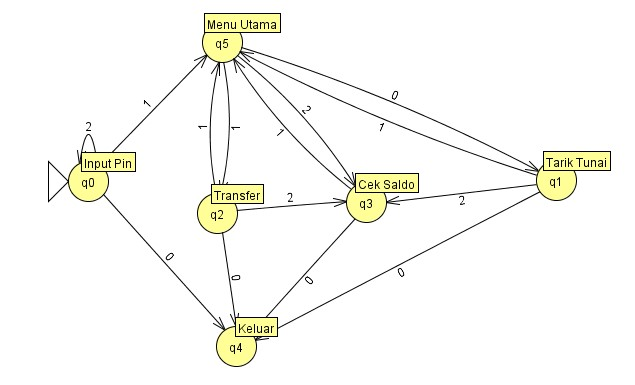 Menu Utama
q5
0
1
2
1
1
1
1
2
Input Pin
q0
Tarik Tunai
q1
Transfer
q2
Cek Saldo
q3
2
2
0
0
0
0
Keluar
q4